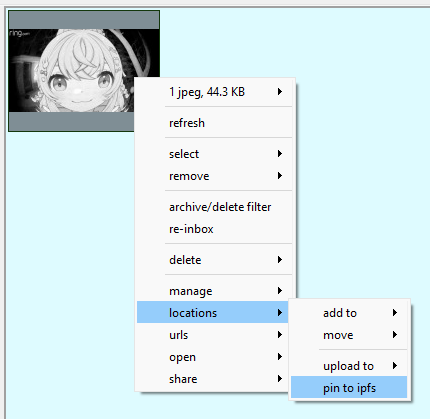 ring.com
1 jpeg, 44.3 KB
refresh
select
remove
archive/delete filter
re-inbox
delete
manage
locations
urls
open
share
add to
move
upload to
pin to ipfs